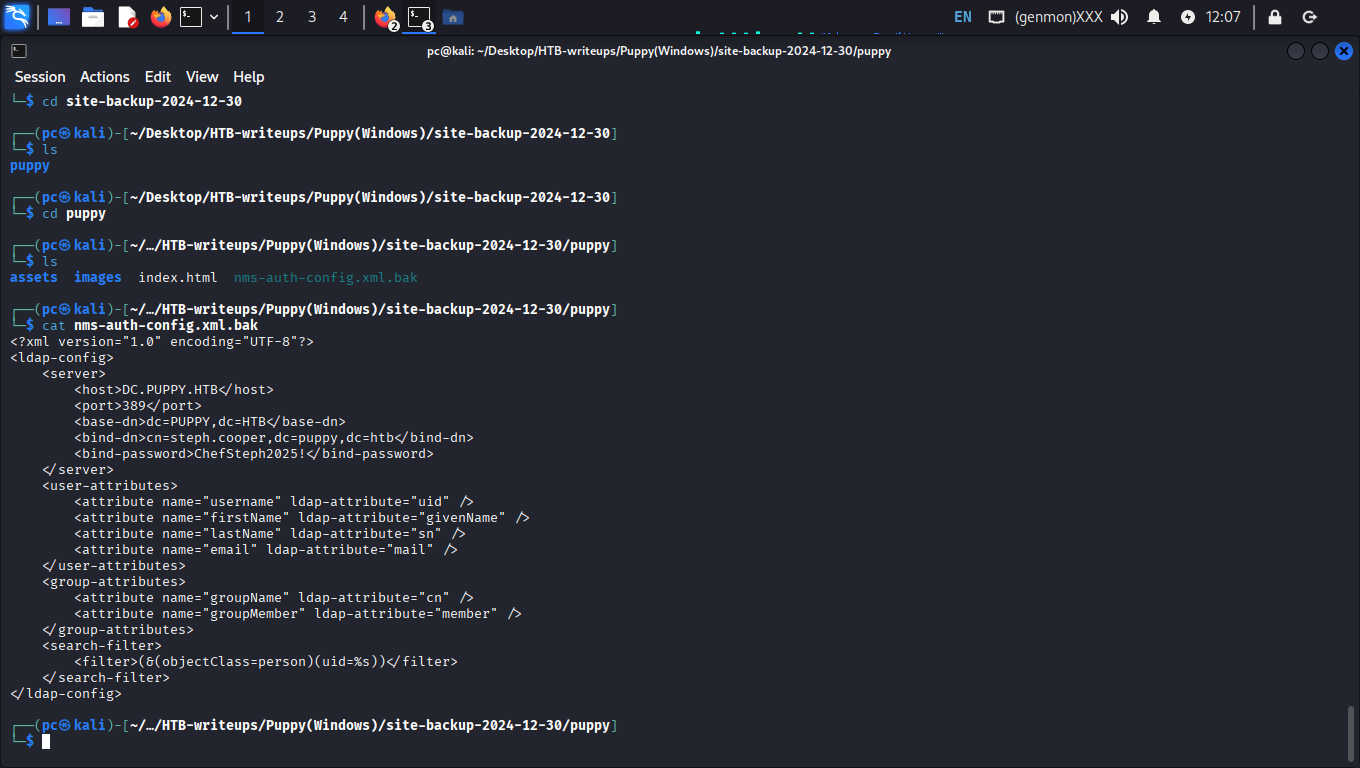 1 2 3 4 2 3 EN (genmon)XXX 12:07
pc@kali: ~/Desktop/HTB-writeups/Puppy(Windows)/site-backup-2024-12-30/puppy
Session Actions Edit View Help
└─$ cd site-backup-2024-12-30
┌──(pc㉿kali)-[~/Desktop/HTB-writeups/Puppy(Windows)/site-backup-2024-12-30]
└─$ ls
puppy
┌──(pc㉿kali)-[~/Desktop/HTB-writeups/Puppy(Windows)/site-backup-2024-12-30]
└─$ cd puppy
┌──(pc㉿kali)-[~/…/HTB-writeups/Puppy(Windows)/site-backup-2024-12-30/puppy]
└─$ ls
assets images index.html nms-auth-config.xml.bak
┌──(pc㉿kali)-[~/…/HTB-writeups/Puppy(Windows)/site-backup-2024-12-30/puppy]
└─$ cat nms-auth-config.xml.bak
<?xml version="1.0" encoding="UTF-8"?>
<ldap-config>
    <server>
        <host>DC.PUPPY.HTB</host>
        <port>389</port>
        <base-dn>dc=PUPPY,dc=HTB</base-dn>
        <bind-dn>cn=steph.cooper,dc=puppy,dc=htb</bind-dn>
        <bind-password>ChefSteph2025!</bind-password>
    </server>
    <user-attributes>
        <attribute name="username" ldap-attribute="uid" />
        <attribute name="firstName" ldap-attribute="givenName" />
        <attribute name="lastName" ldap-attribute="sn" />
        <attribute name="email" ldap-attribute="mail" />
    </user-attributes>
    <group-attributes>
        <attribute name="groupName" ldap-attribute="cn" />
        <attribute name="groupMember" ldap-attribute="member" />
    </group-attributes>
    <search-filter>
        <filter>(&(objectClass=person)(uid=%s))</filter>
    </search-filter>
</ldap-config>
┌──(pc㉿kali)-[~/…/HTB-writeups/Puppy(Windows)/site-backup-2024-12-30/puppy]
└─$